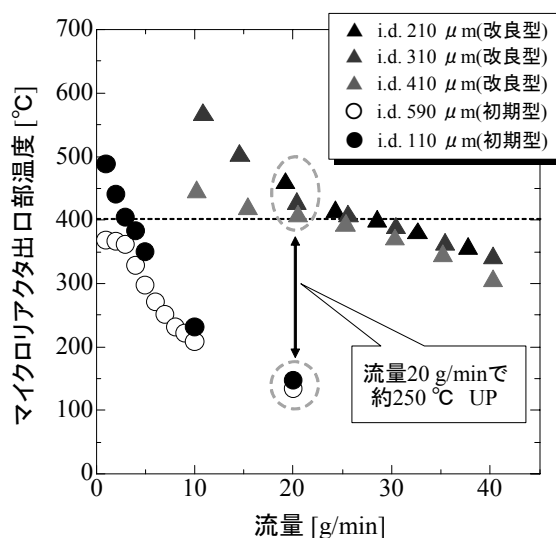 i.d. 210 μm(改良型)
i.d. 310 μm(改良型)
i.d. 410 μm(改良型)
i.d. 590 μm(初期型)
i.d. 110 μm(初期型)
700
600
500
400
300
200
100
0
マイクロリアクタ出口部温度 [℃]
流量20 g/minで
約250 ℃ UP
0
10
20
30
40
流量 [g/min]